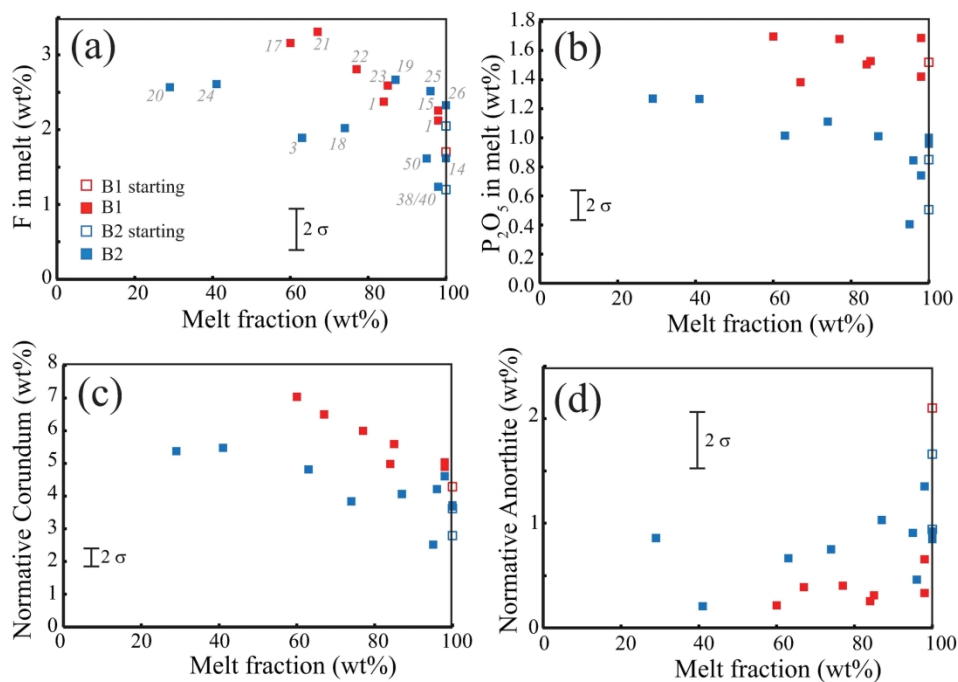 (a)
F in melt (wt%)
3
2
1
0
17
21
22
23
19
25
26
15
1
1
20
24
3
18
50
14
38/40
B1 starting
B1
B2 starting
B2
2 σ
0 20 40 60 80 100
Melt fraction (wt%)
(b)
P₂O₅ in melt (wt%)
1.8
1.6
1.4
1.2
1.0
0.8
0.6
0.4
0.2
0.0
2 σ
0 20 40 60 80 100
Melt fraction (wt%)
(c)
Normative Corundum (wt%)
8
7
6
5
4
3
2
1
0
2 σ
0 20 40 60 80 100
Melt fraction (wt%)
(d)
Normative Anorthite (wt%)
2
1
0
2 σ
0 20 40 60 80 100
Melt fraction (wt%)